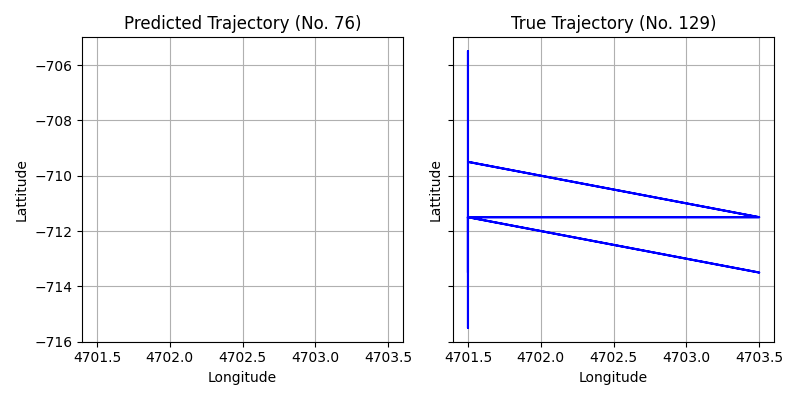 Predicted Trajectory (No. 76)
True Trajectory (No. 129)
−706
−708
−710
−712
−714
−716
Lattitude
Lattitude
4701.5 4702.0 4702.5 4703.0 4703.5
4701.5 4702.0 4702.5 4703.0 4703.5
Longitude
Longitude